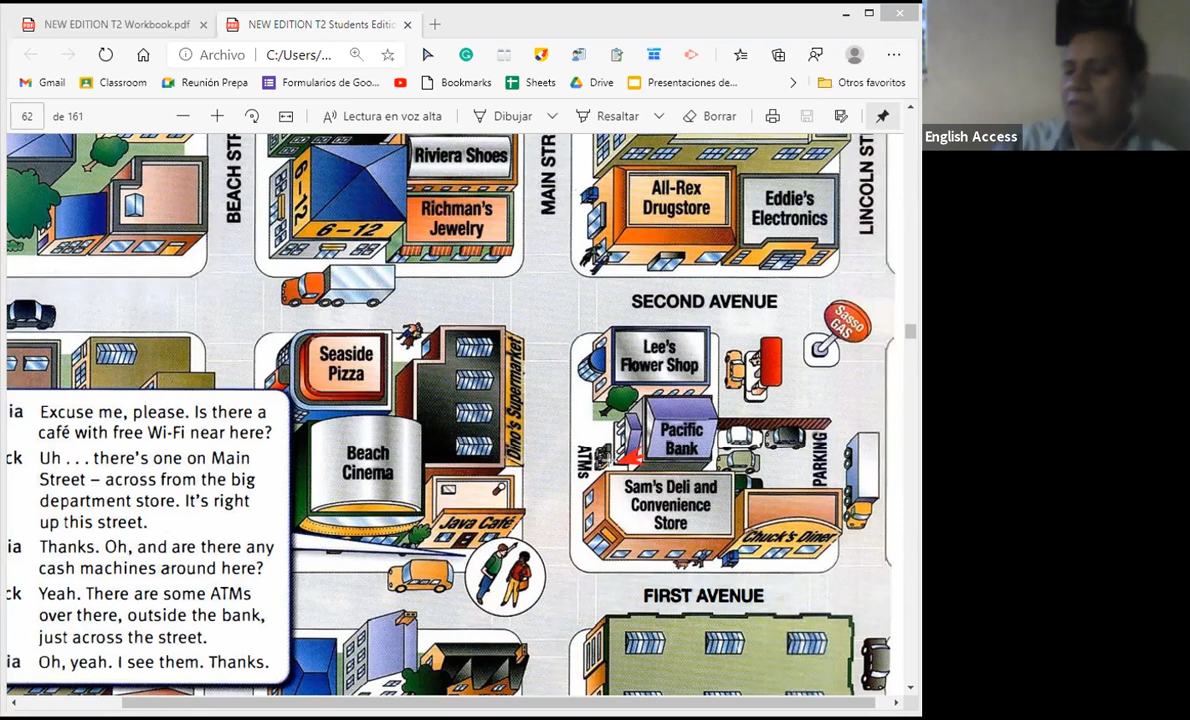 NEW EDITION T2 Workbook.pdf
NEW EDITION T2 Students Editic
Archivo
C:/Users/...
Gmail
Classroom
Reunión Prepa
Formularios de Goo...
Bookmarks
Sheets
Drive
Presentaciones de...
Otros favoritos
62
de 161
Lectura en voz alta
Dibujar
Resaltar
Borrar
English Access
BEACH STR
Riviera Shoes
MAIN STR
LINCOLN ST
6-12
6-12
Richman's
Jewelry
All-Rex
Drugstore
Eddie's
Electronics
SECOND AVENUE
Sasso
GAS
Seaside
Pizza
Dino's Supermarket
Lee's
Flower Shop
Beach
Cinema
Pacific
Bank
ATMs
PARKING
Java Café
Sam's Deli and
Convenience
Store
Chuck's Diner
FIRST AVENUE
ia Excuse me, please. Is there a
café with free Wi-Fi near here?
ck Uh . . . there's one on Main
Street – across from the big
department store. It's right
up this street.
ia Thanks. Oh, and are there any
cash machines around here?
ck Yeah. There are some ATMs
over there, outside the bank,
just across the street.
ia Oh, yeah. I see them. Thanks.